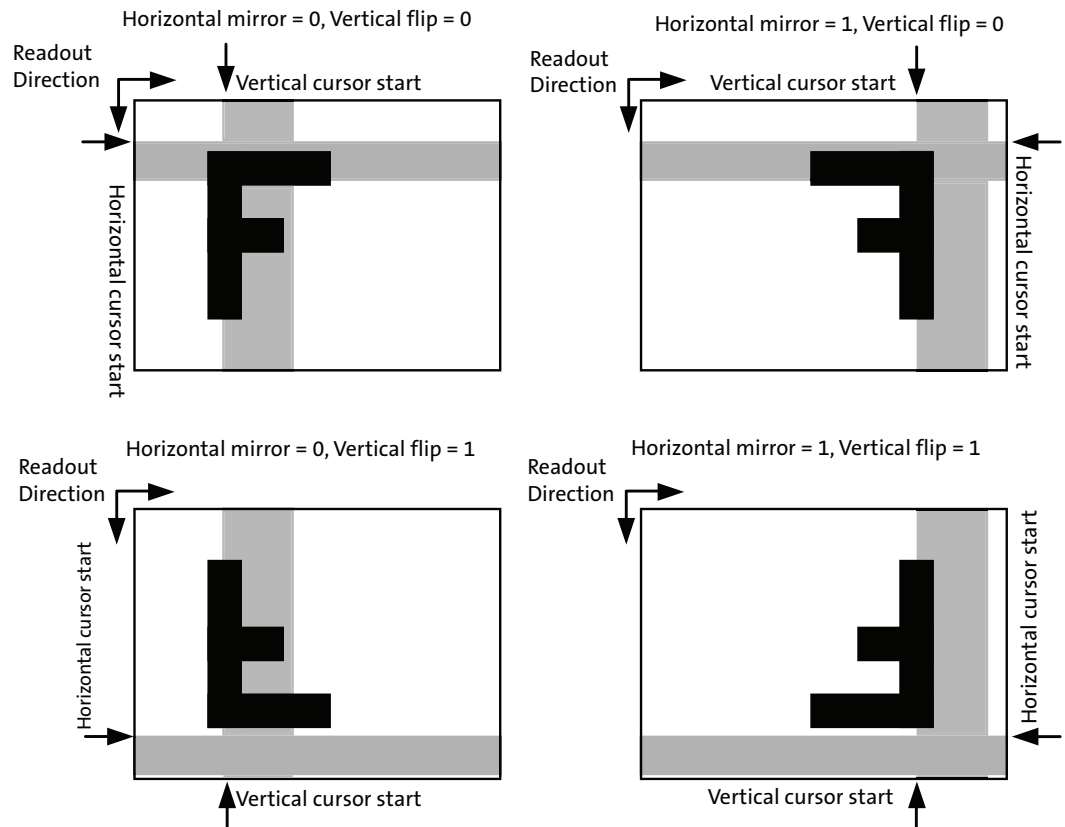 Horizontal mirror = 0, Vertical flip = 0
Readout
Direction
Vertical cursor start
Horizontal cursor start
Horizontal mirror = 1, Vertical flip = 0
Readout
Direction
Vertical cursor start
Horizontal cursor start
Horizontal mirror = 0, Vertical flip = 1
Readout
Direction
Horizontal cursor start
Vertical cursor start
Horizontal mirror = 1, Vertical flip = 1
Readout
Direction
Horizontal cursor start
Vertical cursor start